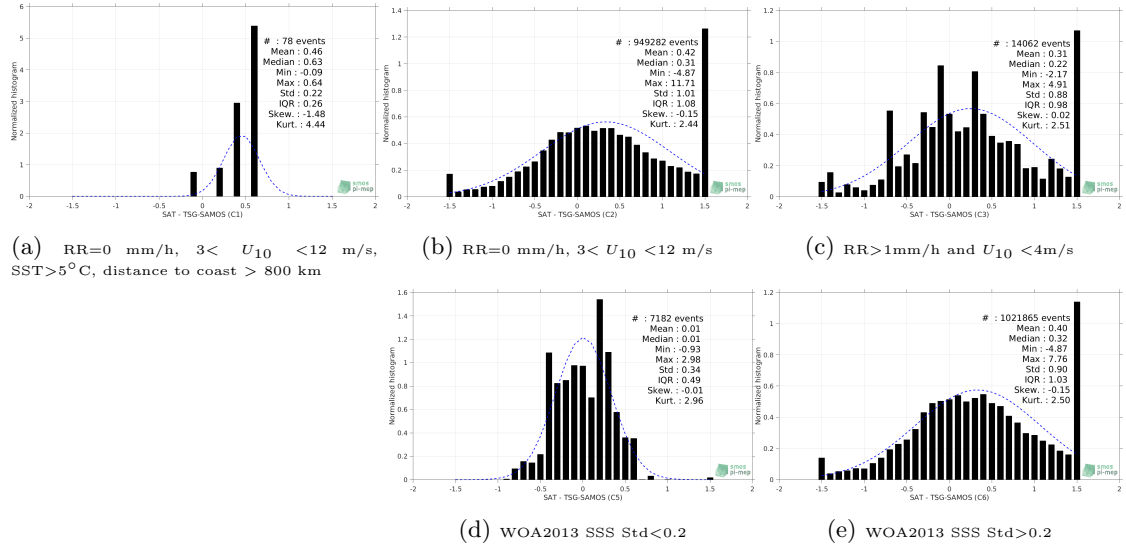 6
5
4
3
2
1
0
Normalized histogram
# : 78 events
Mean : 0.46
Median : 0.63
Min : -0.09
Max : 0.64
Std : 0.22
IQR : 0.26
Skew. : -1.48
Kurt. : 4.44
smos
pi-mep
-2 -1.5 -1 -0.5 0 0.5 1 1.5 2
SAT - TSG-SAMOS (C1)
(a) RR=0 mm/h, 3< U10 <12 m/s,
SST>5°C, distance to coast > 800 km
1.4
1.2
1
0.8
0.6
0.4
0.2
0
Normalized histogram
# : 949282 events
Mean : 0.42
Median : 0.31
Min : -4.87
Max : 11.71
Std : 1.01
IQR : 1.08
Skew. : -0.15
Kurt. : 2.44
smos
pi-mep
-2 -1.5 -1 -0.5 0 0.5 1 1.5 2
SAT - TSG-SAMOS (C2)
(b) RR=0 mm/h, 3< U10 <12 m/s
1.2
1
0.8
0.6
0.4
0.2
0
Normalized histogram
# : 14062 events
Mean : 0.31
Median : 0.22
Min : -2.17
Max : 4.91
Std : 0.88
IQR : 0.98
Skew. : 0.02
Kurt. : 2.51
smos
pi-mep
-2 -1.5 -1 -0.5 0 0.5 1 1.5 2
SAT - TSG-SAMOS (C3)
(c) RR>1mm/h and U10 <4m/s
1.6
1.4
1.2
1
0.8
0.6
0.4
0.2
0
Normalized histogram
# : 7182 events
Mean : 0.01
Median : 0.01
Min : -0.93
Max : 2.98
Std : 0.34
IQR : 0.49
Skew. : -0.01
Kurt. : 2.96
smos
pi-mep
-2 -1.5 -1 -0.5 0 0.5 1 1.5 2
SAT - TSG-SAMOS (C5)
(d) WOA2013 SSS Std<0.2
1.2
1
0.8
0.6
0.4
0.2
0
Normalized histogram
# : 1021865 events
Mean : 0.40
Median : 0.32
Min : -4.87
Max : 7.76
Std : 0.90
IQR : 1.03
Skew. : -0.15
Kurt. : 2.50
smos
pi-mep
-2 -1.5 -1 -0.5 0 0.5 1 1.5 2
SAT - TSG-SAMOS (C6)
(e) WOA2013 SSS Std>0.2